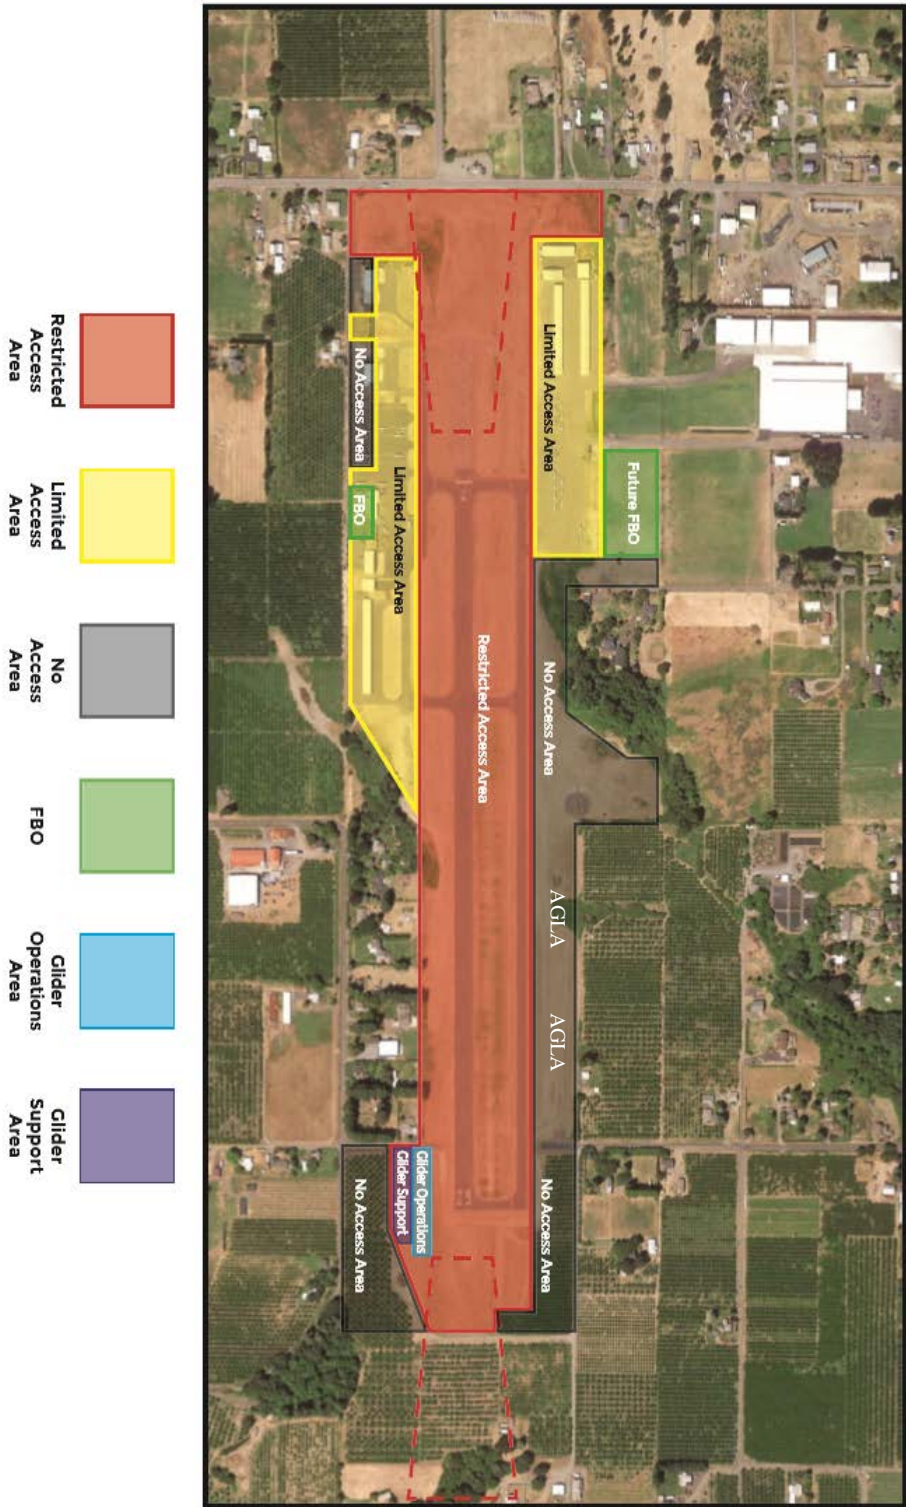 Future FBO
Limited Access Area
No Access Area
AGLA
AGLA
No Access Area
Restricted Access Area
Limited Access Area
Glider Operations
Glider Support
No Access Area
FBO
No Access Area
Restricted
Access
Area
Limited
Access
Area
No
Access
Area
FBO
Glider
Operations
Area
Glider
Support
Area